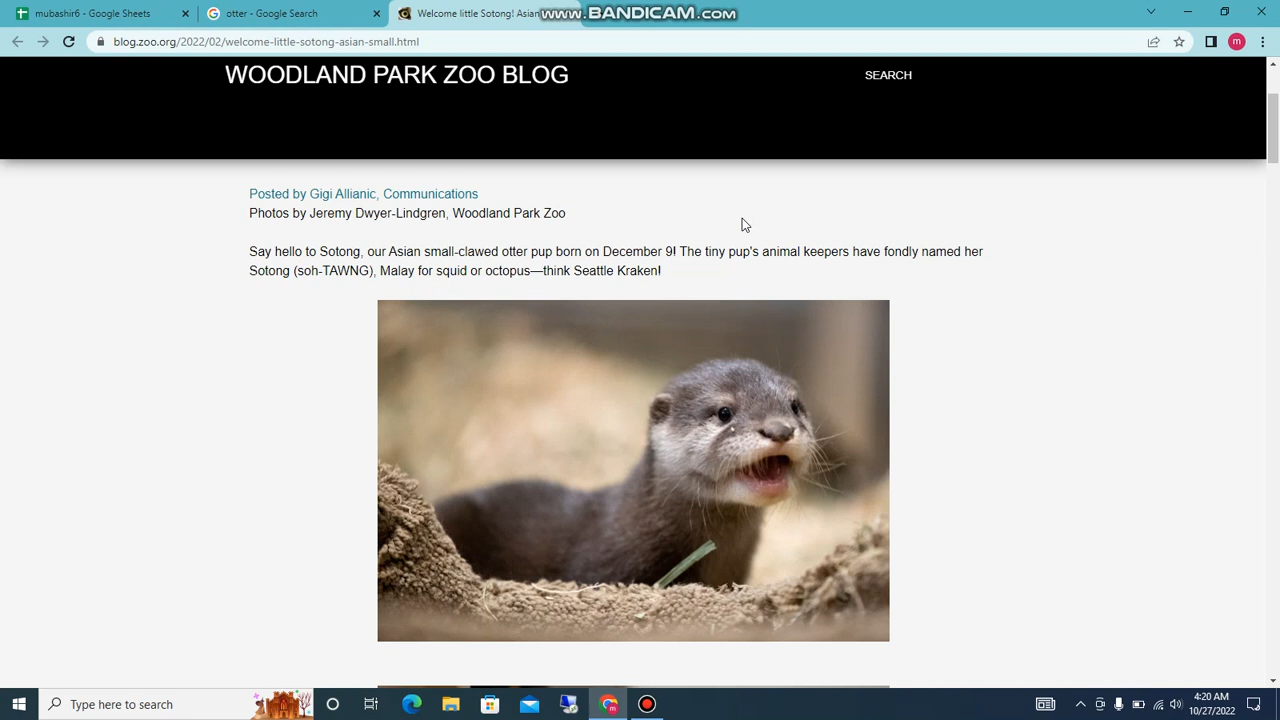 mubashir6 - Google Sheets
otter - Google Search
Welcome little Sotong! Asian
www.BANDICAM.com
blog.zoo.org/2022/02/welcome-little-sotong-asian-small.html
m
WOODLAND PARK ZOO BLOG
SEARCH
Posted by Gigi Allianic, Communications
Photos by Jeremy Dwyer-Lindgren, Woodland Park Zoo
Say hello to Sotong, our Asian small-clawed otter pup born on December 9! The tiny pup's animal keepers have fondly named her
Sotong (soh-TAWNG), Malay for squid or octopus—think Seattle Kraken!
Type here to search
m
4:20 AM
10/27/2022